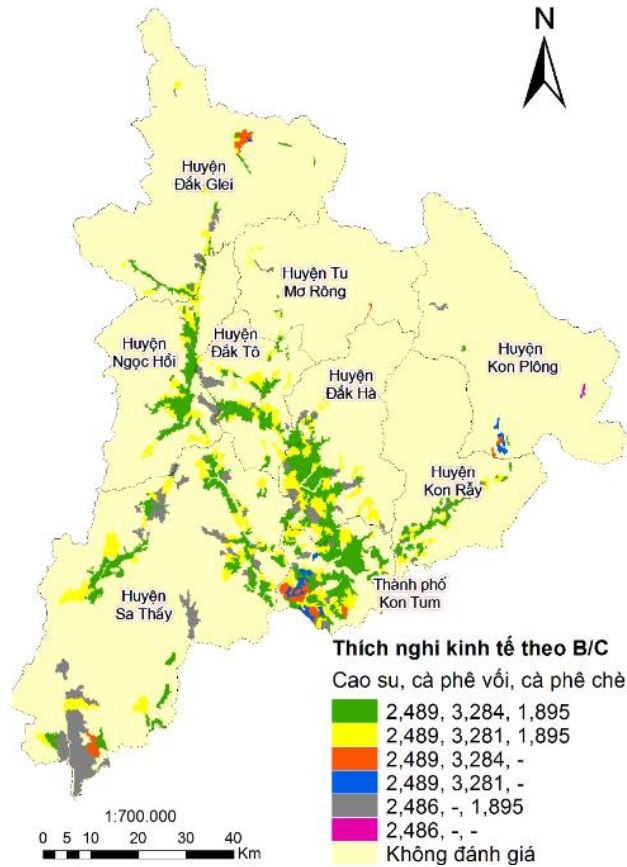 N
Huyện
Đắk Glei
Huyện Tu
Mơ Rông
Huyện
Ngọc Hồi
Huyện
Đắk Tô
Huyện
Đắk Hà
Huyện
Kon Plông
Huyện
Kon Rẫy
Thành phố
Kon Tum
Huyện
Sa Thầy
Thích nghi kinh tế theo B/C
Cao su, cà phê vối, cà phê chè
2,489, 3,284, 1,895
2,489, 3,281, 1,895
2,489, 3,284, -
2,489, 3,281, -
2,486, -, 1,895
2,486, -, -
Không đánh giá
1:700.000
0 5 10 20 30 40
Km